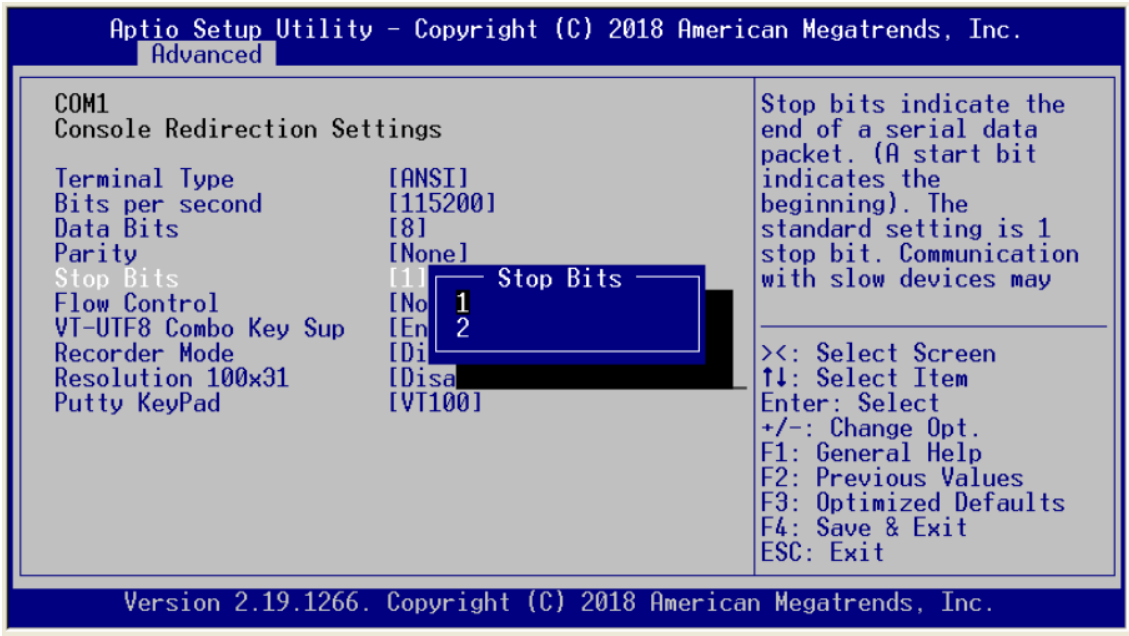 Aptio Setup Utility - Copyright (C) 2018 American Megatrends, Inc.
Advanced
COM1
Console Redirection Settings
Terminal Type [ANSI]
Bits per second [115200]
Data Bits [8]
Parity [None]
Stop Bits [1]
Flow Control [No
VT-UTF8 Combo Key Sup [En
Recorder Mode [Di
Resolution 100x31 [Disa
Putty KeyPad [VT100]
Stop Bits
1
2
Stop bits indicate the
end of a serial data
packet. (A start bit
indicates the
beginning). The
standard setting is 1
stop bit. Communication
with slow devices may
><: Select Screen
↑↓: Select Item
Enter: Select
+/-: Change Opt.
F1: General Help
F2: Previous Values
F3: Optimized Defaults
F4: Save & Exit
ESC: Exit
Version 2.19.1266. Copyright (C) 2018 American Megatrends, Inc.